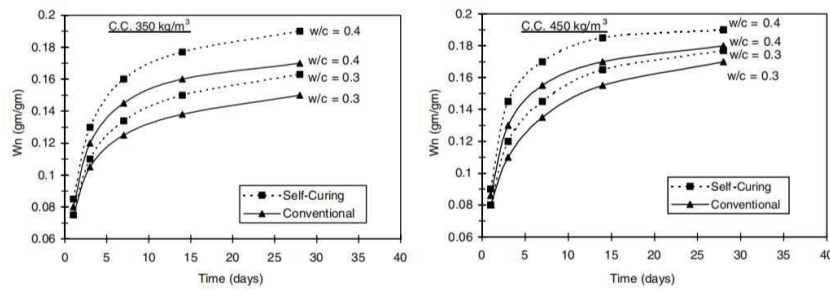 0.2
0.18
0.16
0.14
0.12
0.1
0.08
0.06
Wn (gm/gm)
C.C. 350 kg/m³
w/c = 0.4
w/c = 0.4
w/c = 0.3
w/c = 0.3
Self-Curing
Conventional
0 5 10 15 20 25 30 35 40
Time (days)
0.2
0.18
0.16
0.14
0.12
0.1
0.08
0.06
Wn (gm/gm)
C.C. 450 kg/m³
w/c = 0.4
w/c = 0.4
w/c = 0.3
w/c = 0.3
Self-Curing
Conventional
0 5 10 15 20 25 30 35 40
Time (days)